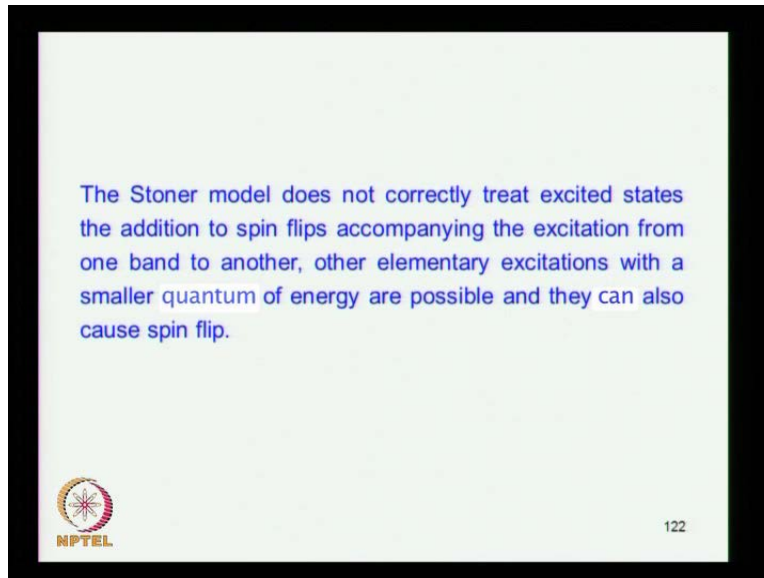 The Stoner model does not correctly treat excited states
the addition to spin flips accompanying the excitation from
one band to another, other elementary excitations with a
smaller quantum of energy are possible and they can also
cause spin flip.
NPTEL
122